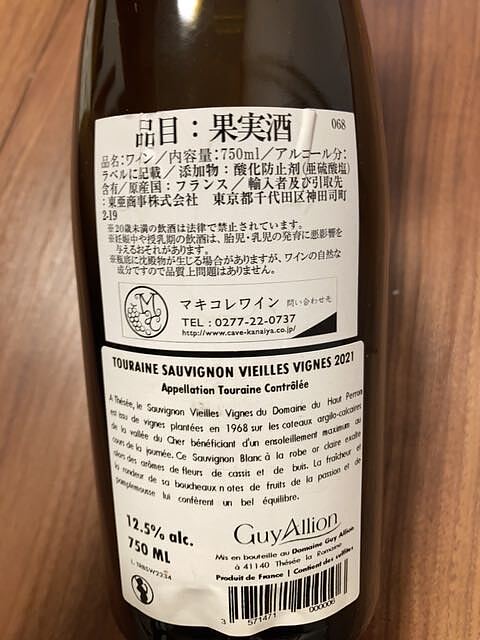 品目：果実酒
068
品名：ワイン／内容量：750ml／アルコール分：
ラベルに記載／添加物：酸化防止剤（亜硫酸塩）
含有／原産国：フランス／輸入者及び引取先
：東亜商事株式会社　東京都千代田区神田司町
2-19
※20歳未満の飲酒は法律で禁止されています。
※妊娠中や授乳期の飲酒は、胎児・乳児の発育に悪影響を
与えるおそれがあります。
※瓶底に沈殿物が生じる場合がありますが、ワインの自然な
成分ですので品質上問題はありません。
マキコレワイン 問い合わせ先
TEL：0277-22-0737
http://www.cave-kanaiya.co.jp/
TOURAINE SAUVIGNON VIEILLES VIGNES 2021
Appellation Touraine Contrôlée
A Thésée, le Sauvignon Vieilles Vignes du Domaine du Haut Perron
est issu de vignes plantées en 1968 sur les coteaux argilo-calcaires
de la vallée du Cher bénéficiant d'un ensoleillement maximum au
cours de la journée. Ce Sauvignon Blanc à la robe or claire exalte
alors des arômes de fleurs de cassis et de buis. La fraîcheur et
la rondeur de sa bouche aux notes de fruits de la passion et de
pamplemousse lui confèrent un bel équilibre.
12.5% alc.
750 ML
GuyAllion
Mis en bouteille au Domaine Guy Allion
à 41140 Thésée la Romaine
Produit de France | Contient des sulfites
3 571471 000006